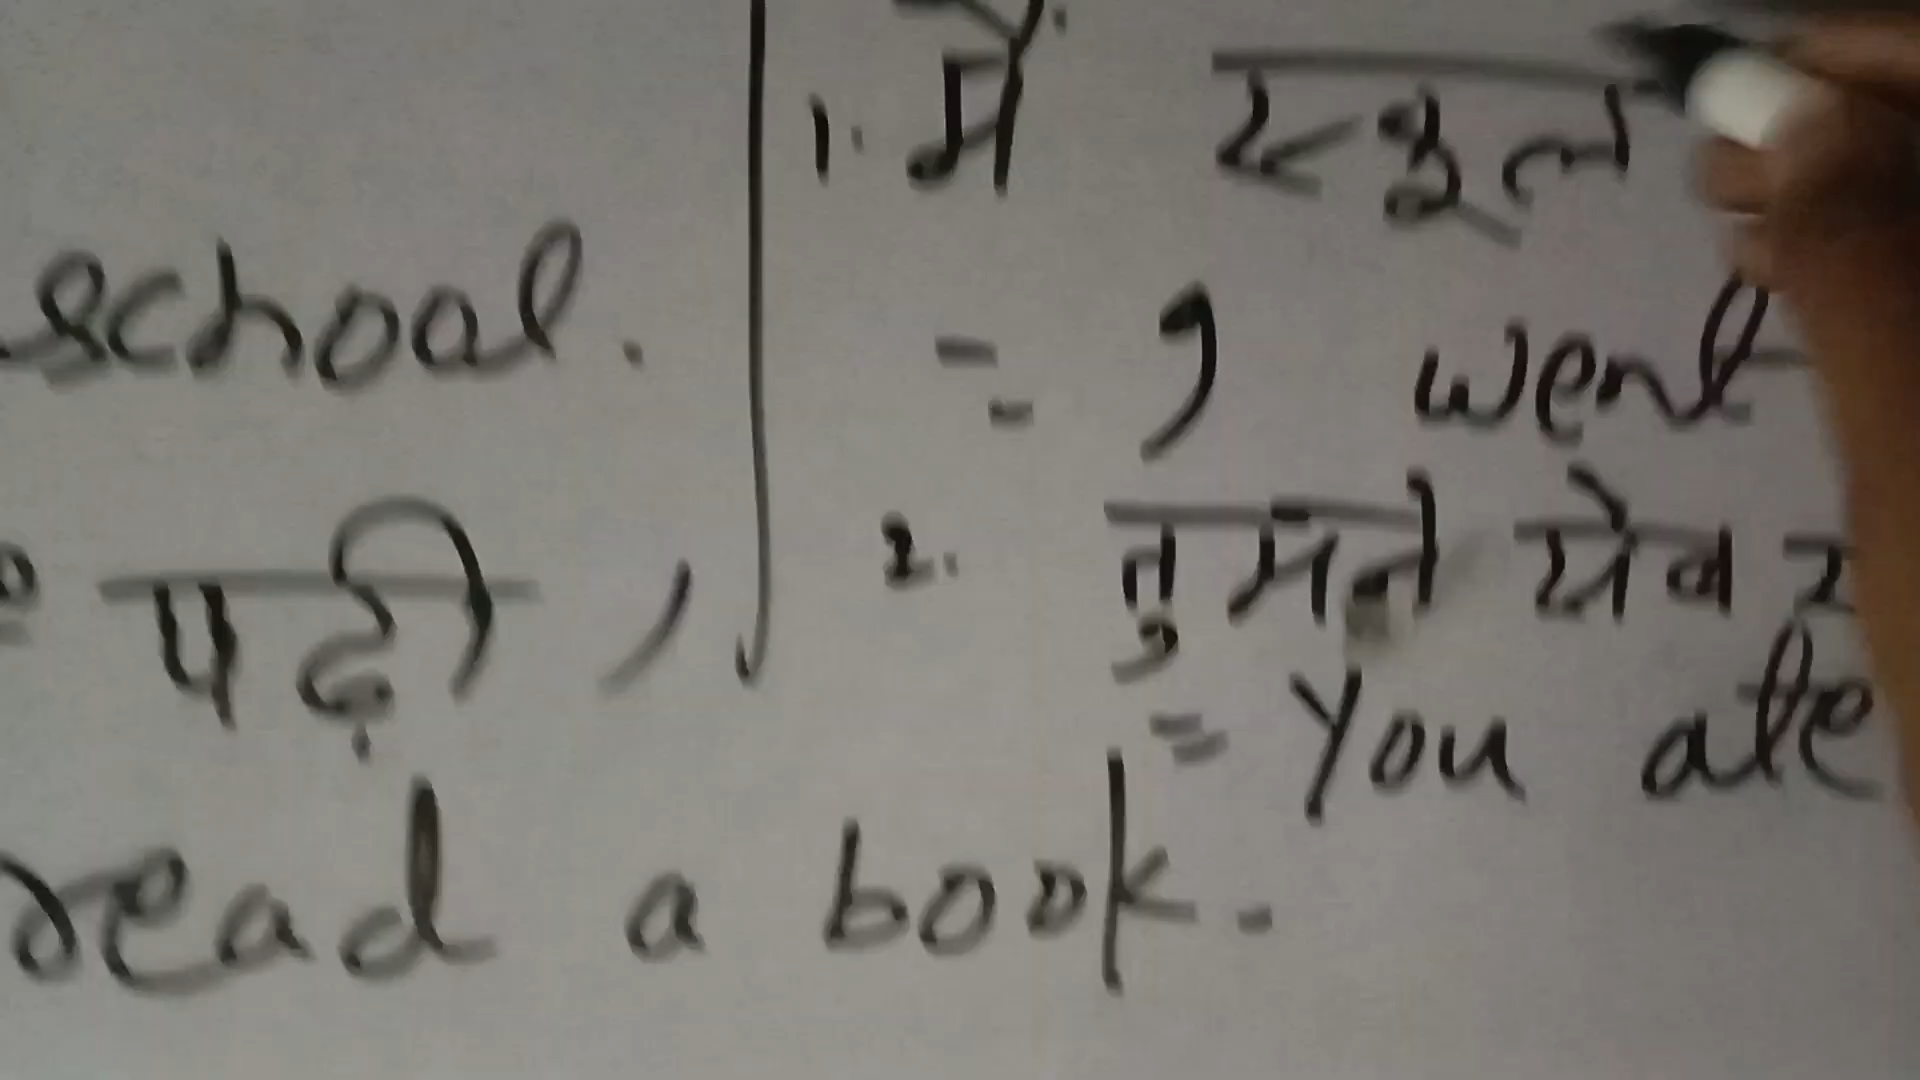 school.
पढ़ी,
read a book.
1. मैं स्कूल
= I went
2. तुमने सेव
= You ate